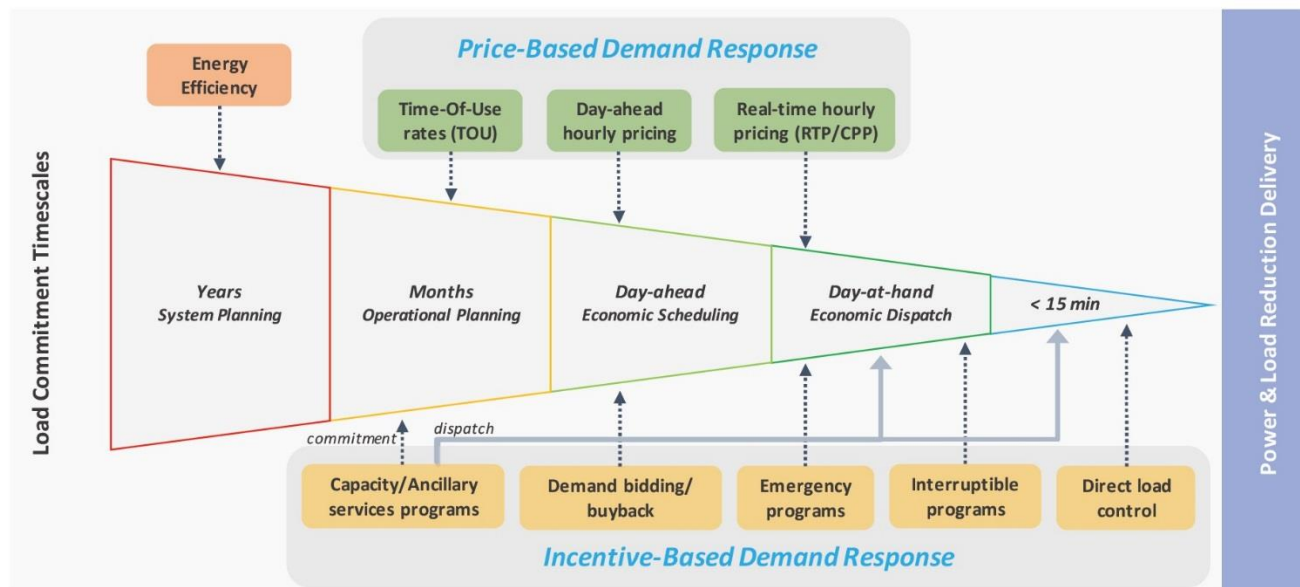 Price-Based Demand Response
Energy
Efficiency
Time-Of-Use
rates (TOU)
Day-ahead
hourly pricing
Real-time hourly
pricing (RTP/CPP)
Load Commitment Timescales
Years
System Planning
Months
Operational Planning
Day-ahead
Economic Scheduling
Day-at-hand
Economic Dispatch
< 15 min
Power & Load Reduction Delivery
commitment
dispatch
Capacity/Ancillary
services programs
Demand bidding/
buyback
Emergency
programs
Interruptible
programs
Direct load
control
Incentive-Based Demand Response